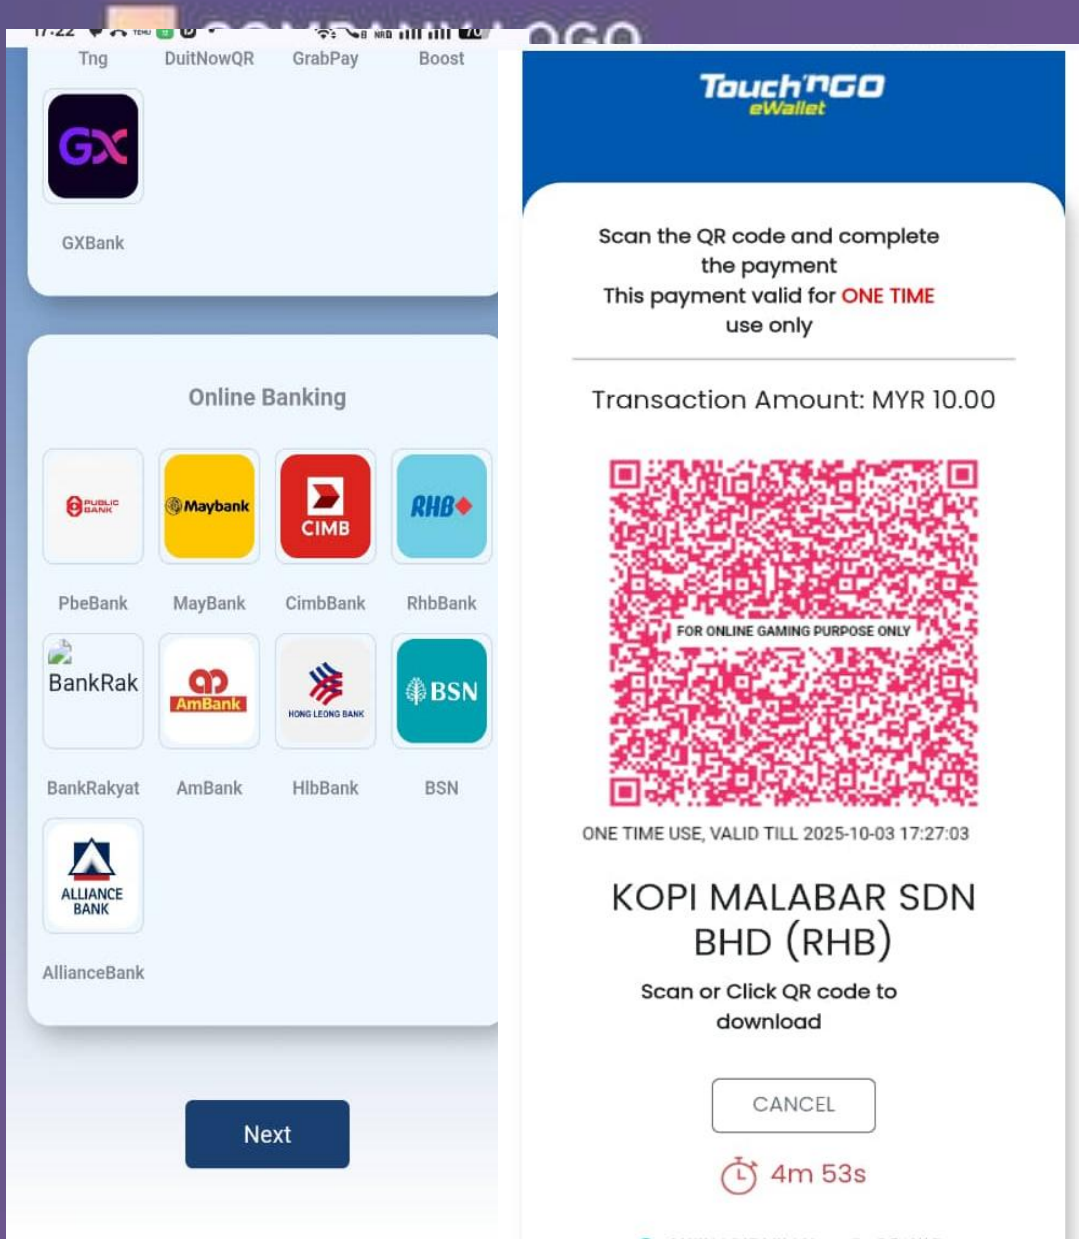 COMPANY LOGO
17:22
Tng DuitNowQR GrabPay Boost
GX
GXBank
Online Banking
PUBLIC BANK
Maybank
CIMB
RHB
PbeBank MayBank CimbBank RhbBank
BankRak
AmBank
HONG LEONG BANK
BSN
BankRakyat AmBank HlbBank BSN
ALLIANCE
BANK
AllianceBank
Next
Touch'nGO
eWallet
Scan the QR code and complete
the payment
This payment valid for ONE TIME
use only
Transaction Amount: MYR 10.00
FOR ONLINE GAMING PURPOSE ONLY
ONE TIME USE, VALID TILL 2025-10-03 17:27:03
KOPI MALABAR SDN
BHD (RHB)
Scan or Click QR code to
download
CANCEL
4m 53s